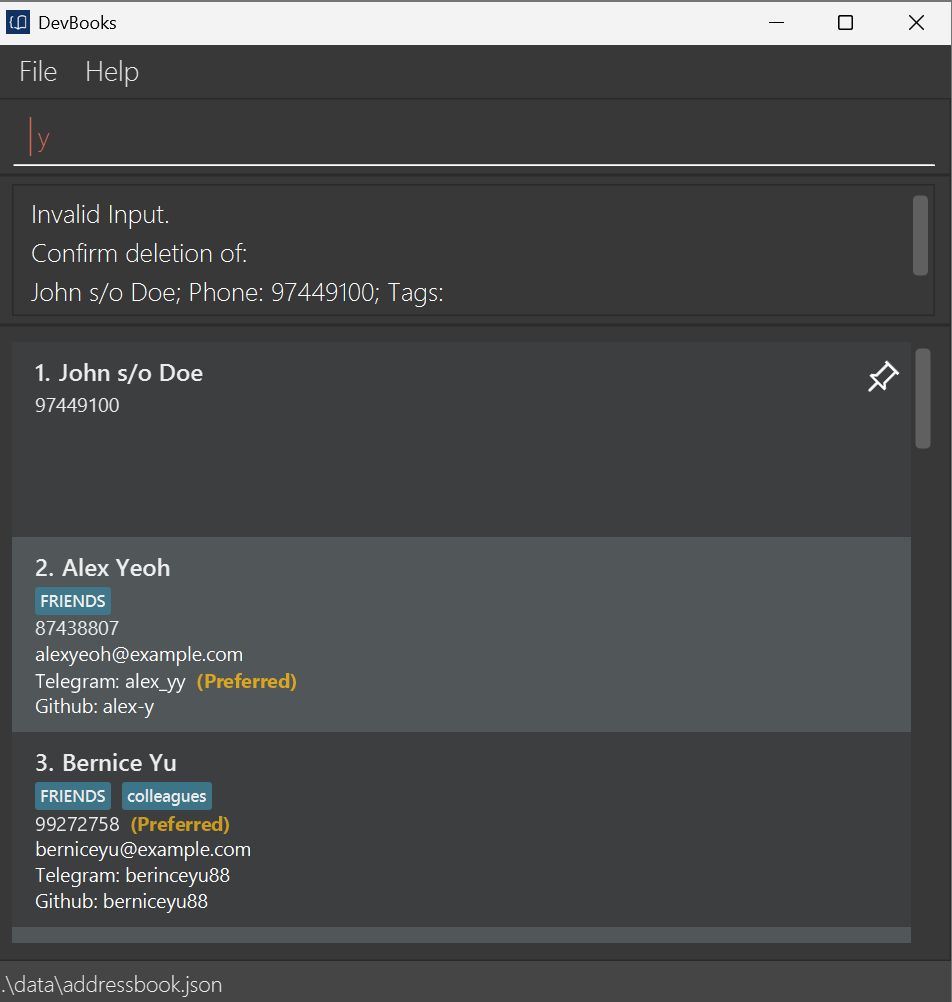 DevBooks
File Help
y
Invalid Input.
Confirm deletion of:
John s/o Doe; Phone: 97449100; Tags:
1. John s/o Doe
97449100
2. Alex Yeoh
FRIENDS
87438807
alexyeoh@example.com
Telegram: alex_yy (Preferred)
Github: alex-y
3. Bernice Yu
FRIENDS colleagues
99272758 (Preferred)
berniceyu@example.com
Telegram: berinceyu88
Github: berniceyu88
.\data\addressbook.json